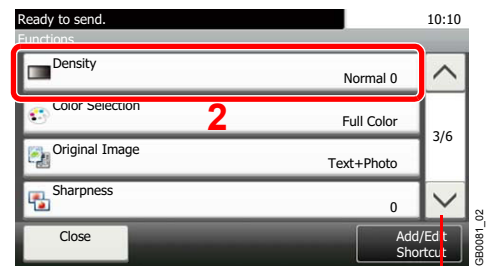 Ready to send. 10:10
Functions
Density
Normal 0
Color Selection
2
Full Color
3/6
Original Image
Text+Photo
Sharpness
0
Close
Add/Edit
Shortcut
GB0081_02